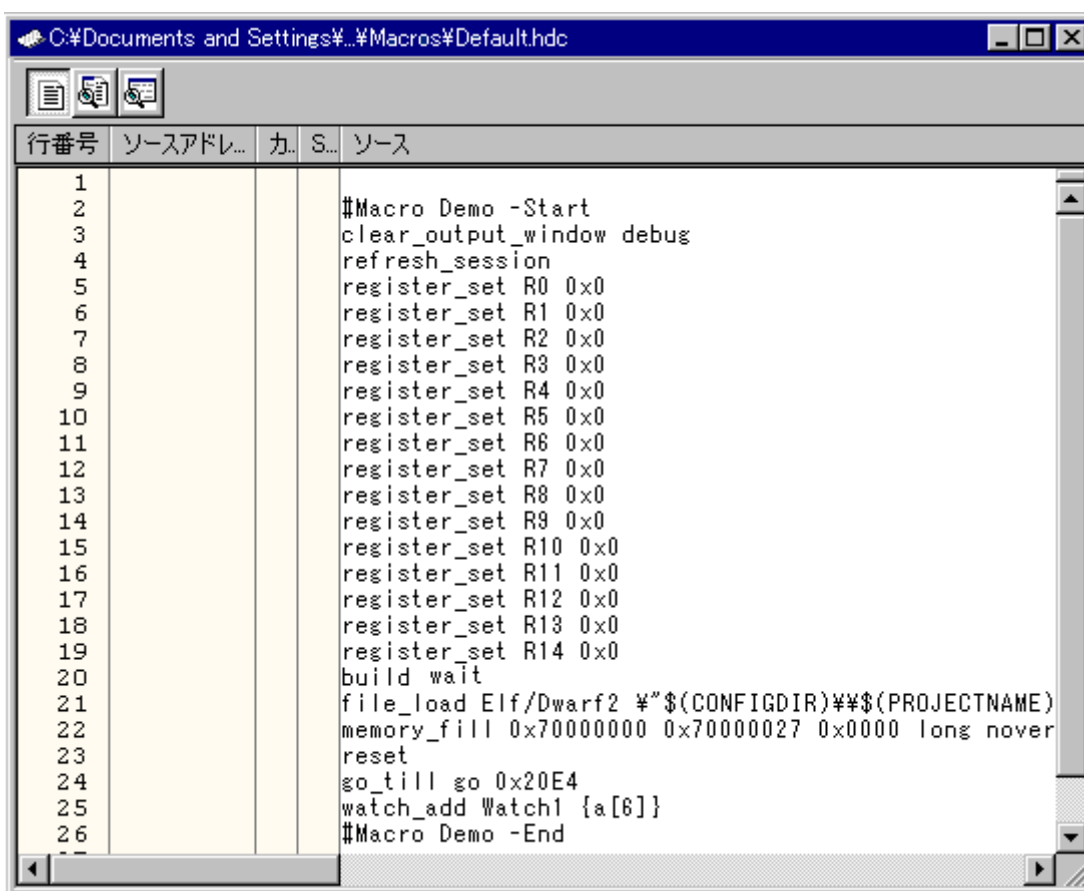 C:¥Documents and Settings¥...¥Macros¥Default.hdc
行番号 ソースアドレ... カ.. S... ソース
1
2 #Macro Demo -Start
3 clear_output_window debug
4 refresh_session
5 register_set R0 0x0
6 register_set R1 0x0
7 register_set R2 0x0
8 register_set R3 0x0
9 register_set R4 0x0
10 register_set R5 0x0
11 register_set R6 0x0
12 register_set R7 0x0
13 register_set R8 0x0
14 register_set R9 0x0
15 register_set R10 0x0
16 register_set R11 0x0
17 register_set R12 0x0
18 register_set R13 0x0
19 register_set R14 0x0
20 build wait
21 file_load Elf/Dwarf2 ¥"$(CONFIGDIR)¥¥$(PROJECTNAME)
22 memory_fill 0x70000000 0x70000027 0x0000 long nover
23 reset
24 go_till go 0x20E4
25 watch_add Watch1 {a[6]}
26 #Macro Demo -End